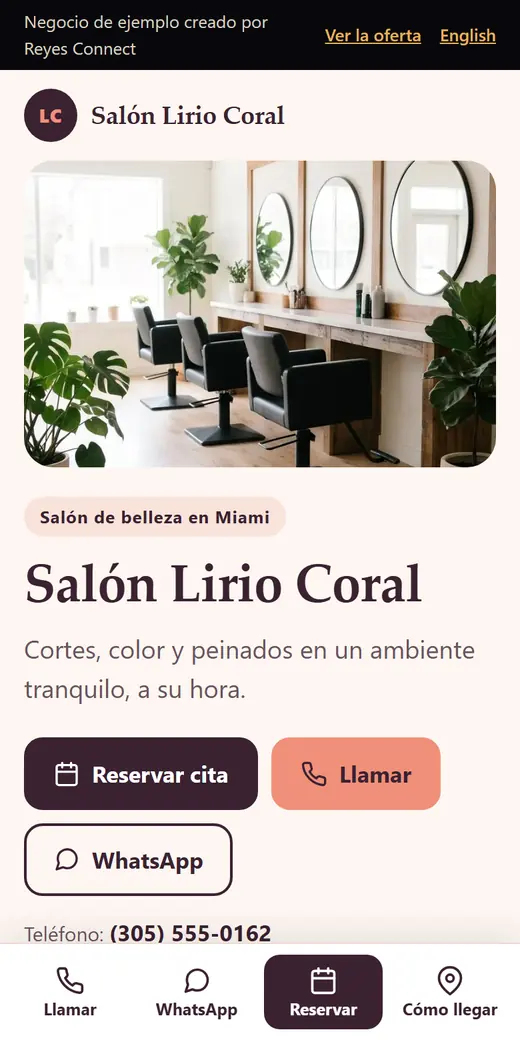 Negocio de ejemplo creado por
Reyes Connect
Ver la oferta
English
LC
Salón Lirio Coral
Salón de belleza en Miami
Salón Lirio Coral
Cortes, color y peinados en un ambiente
tranquilo, a su hora.
Reservar cita
Llamar
WhatsApp
Teléfono: (305) 555-0162
Llamar
WhatsApp
Reservar
Cómo llegar